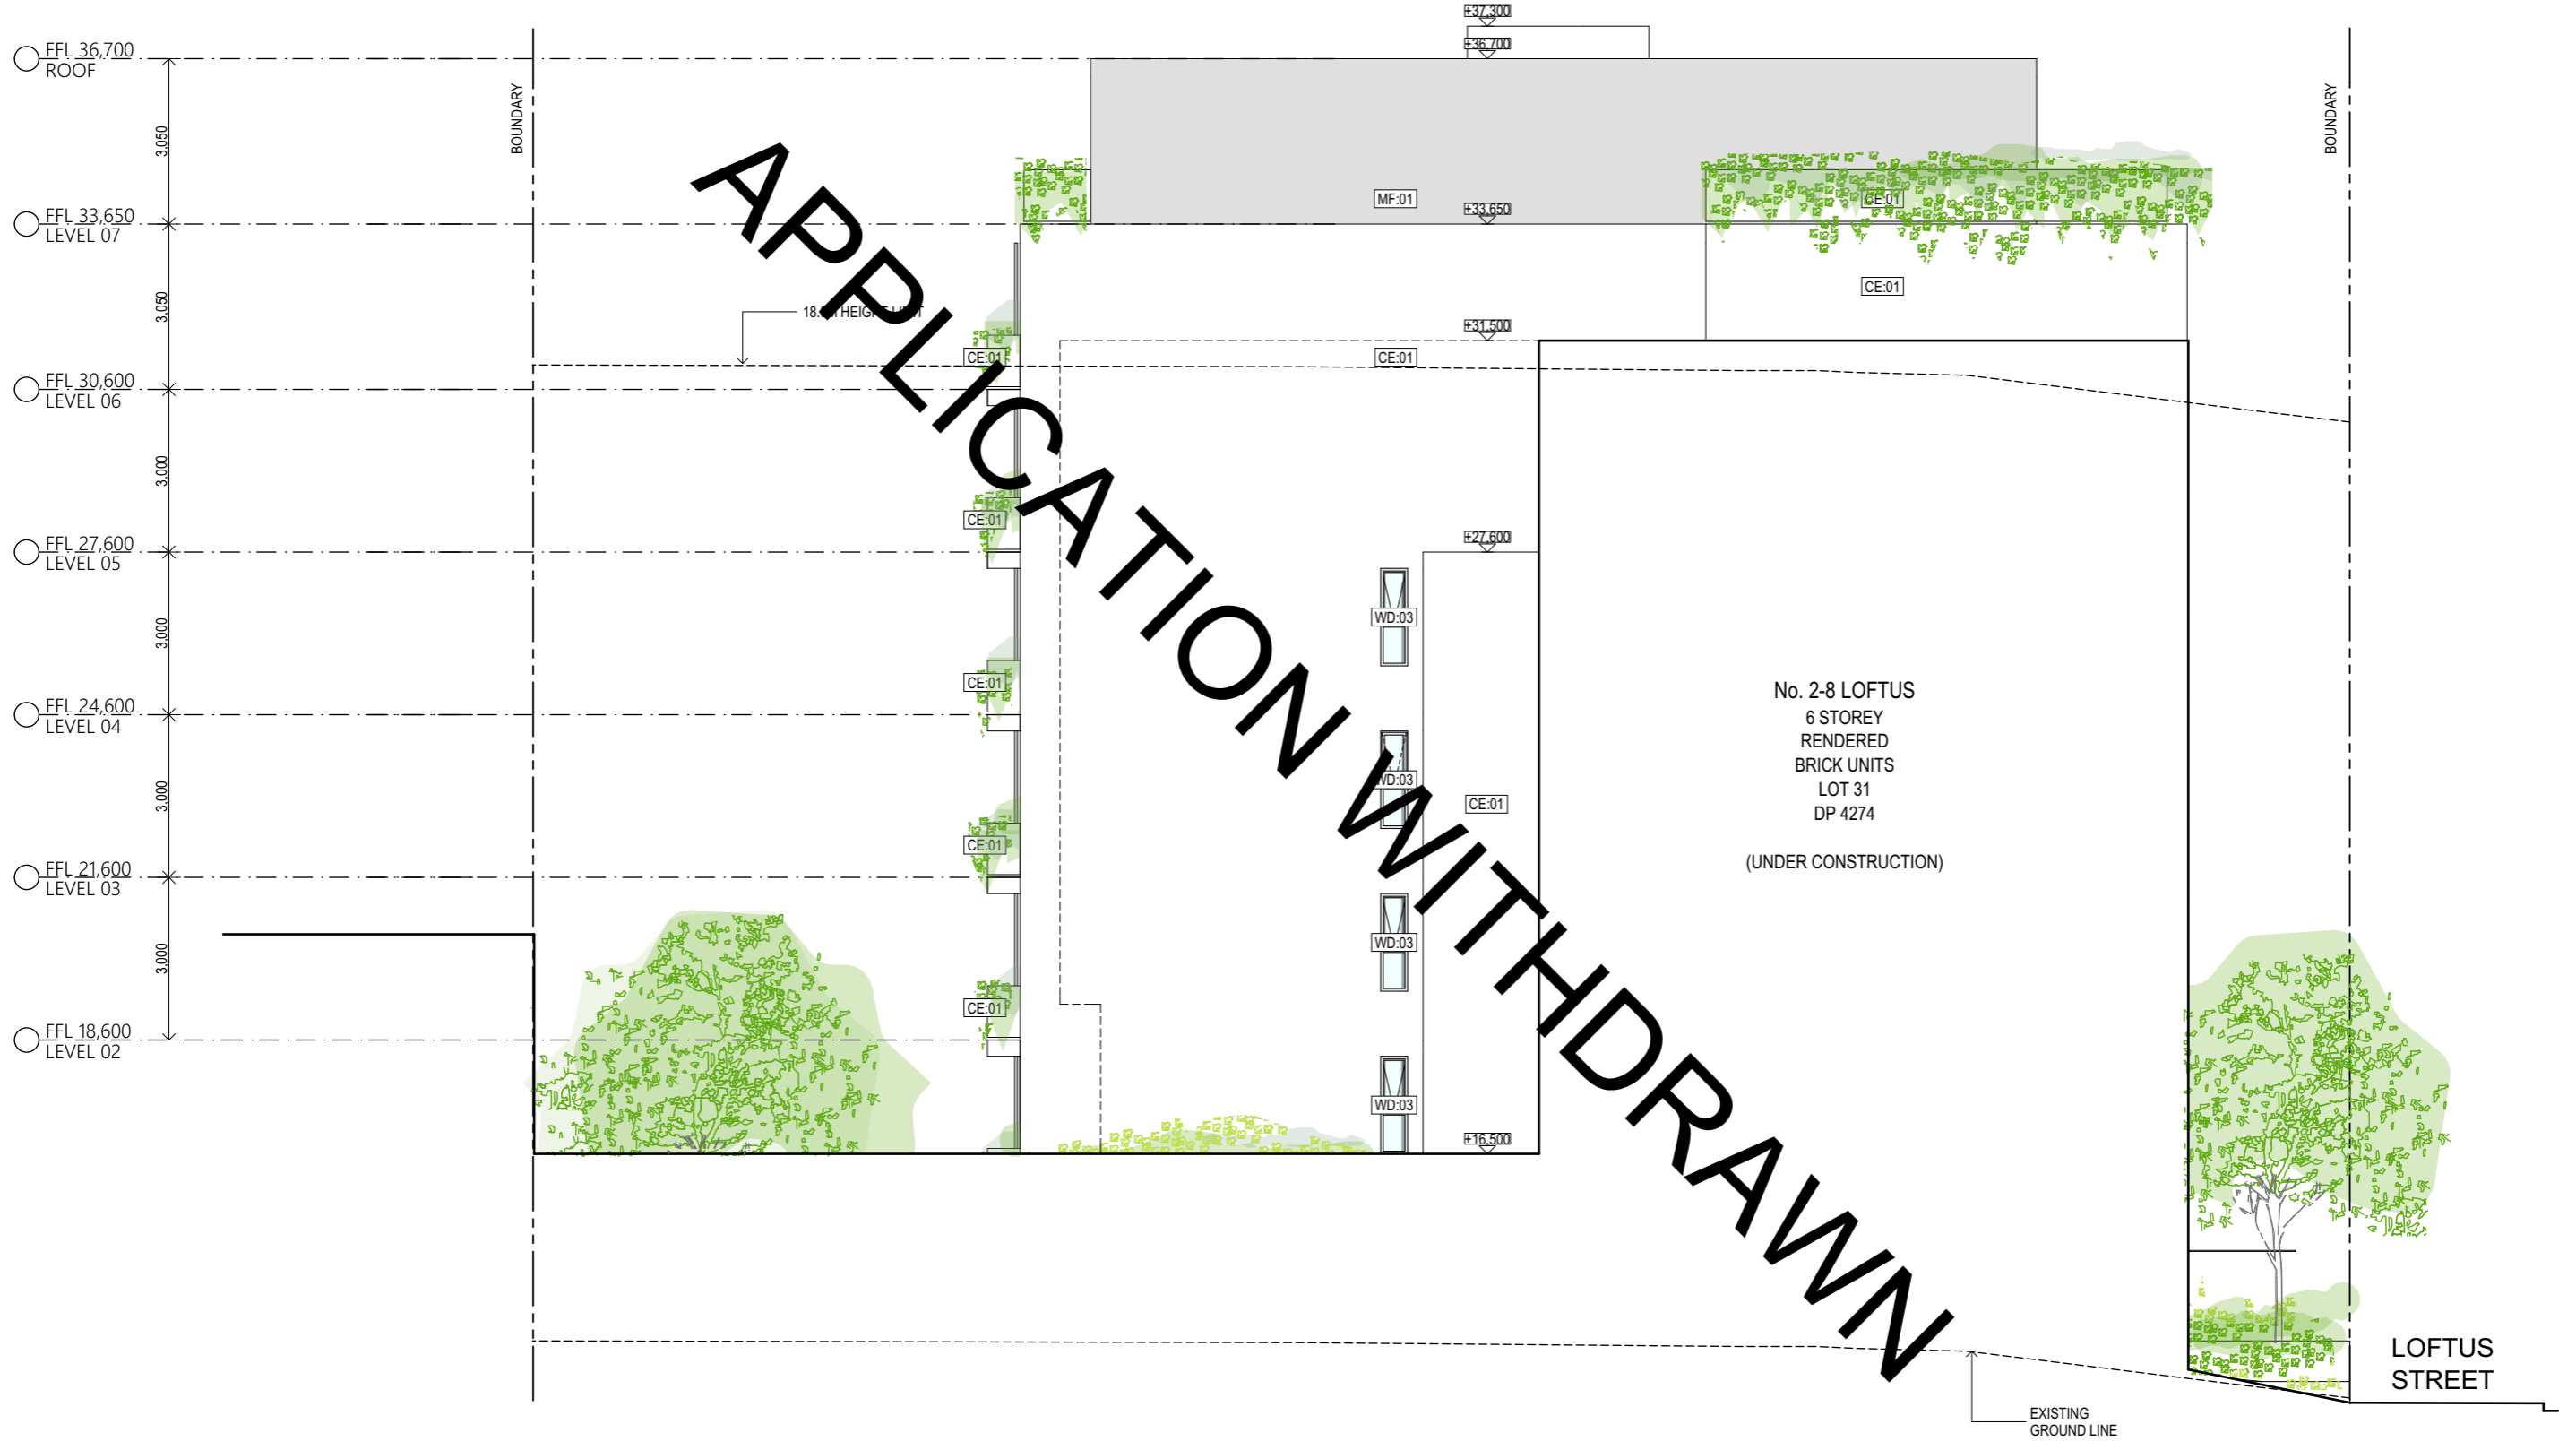 +37,300
FFL 36,700
ROOF
+36,700
BOUNDARY
BOUNDARY
3,050
MF:01
CE:01
FFL 33,650
LEVEL 07
+33,650
CE:01
3,050
HEIGHT LIMIT
+31,500
CE:01
CE:01
FFL 30,600
LEVEL 06
3,000
CE:01
+27,600
FFL 27,600
LEVEL 05
WD:03
3,000
CE:01
No. 2-8 LOFTUS
6 STOREY
RENDERED
BRICK UNITS
LOT 31
DP 4274
(UNDER CONSTRUCTION)
FFL 24,600
LEVEL 04
WD:03
3,000
CE:01
CE:01
FFL 21,600
LEVEL 03
WD:03
3,000
CE:01
FFL 18,600
LEVEL 02
WD:03
+16,500
APPLICATION WITHDRAWN
LOFTUS
STREET
EXISTING
GROUND LINE